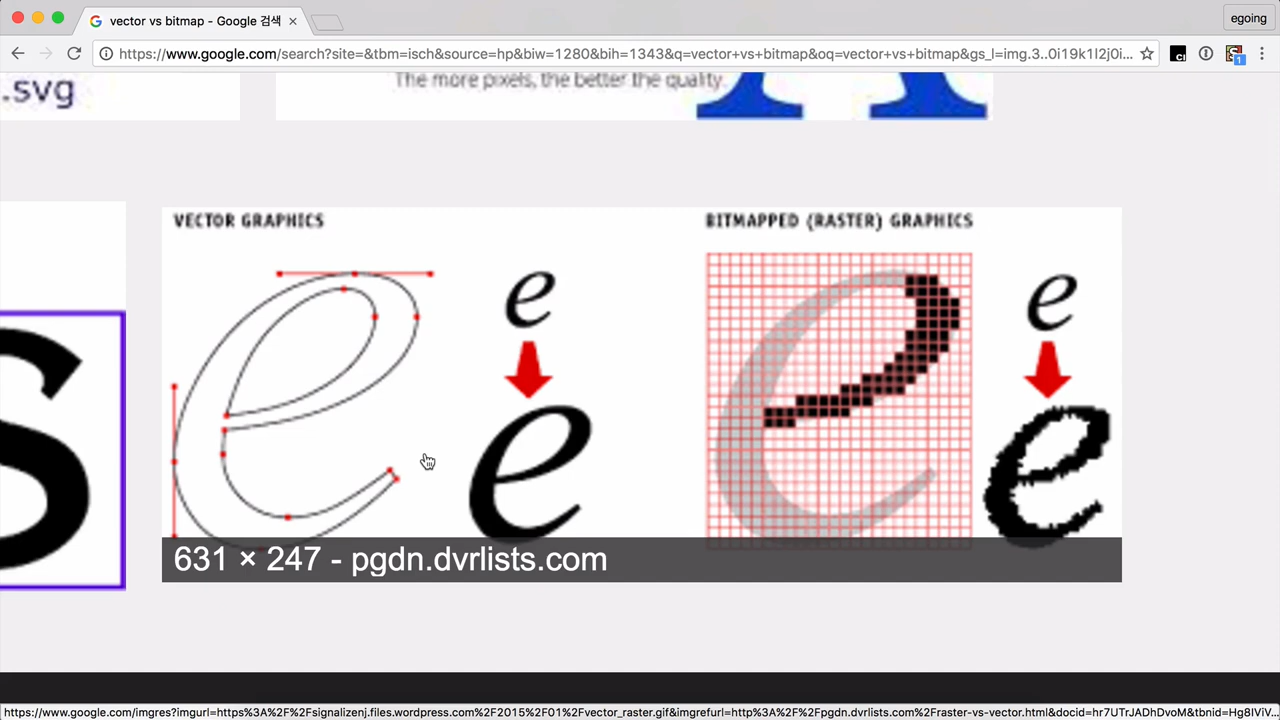 vector vs bitmap - Google 검색
egoing
https://www.google.com/search?site=&tbm=isch&source=hp&biw=1280&bih=1343&q=vector+vs+bitmap&oq=vector+vs+bitmap&gs_l=img.3..0i19k1l2j0i...
1
.svg
The more pixels, the better the quality.
VECTOR GRAPHICS
BITMAPPED (RASTER) GRAPHICS
e
e
e
e
e
e
s
631 × 247 - pgdn.dvrlists.com
https://www.google.com/imgres?imgurl=https%3A%2F%2Fsignalizenj.files.wordpress.com%2F2015%2F01%2Fvector_raster.gif&imgrefurl=http%3A%2F%2Fpgdn.dvrlists.com%2Fraster-vs-vector.html&docid=hr7UTrJADhDvoM&tbnid=Hg8IViV...